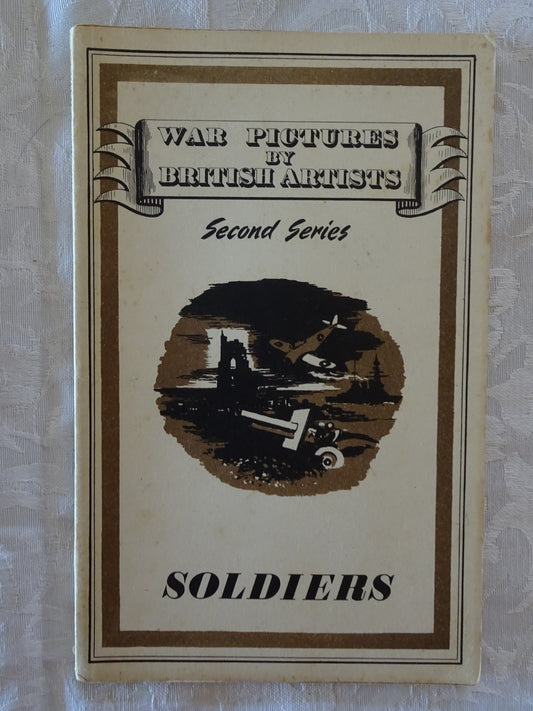 WAR PICTURES
BY
BRITISH ARTISTS
Second Series
SOLDIERS